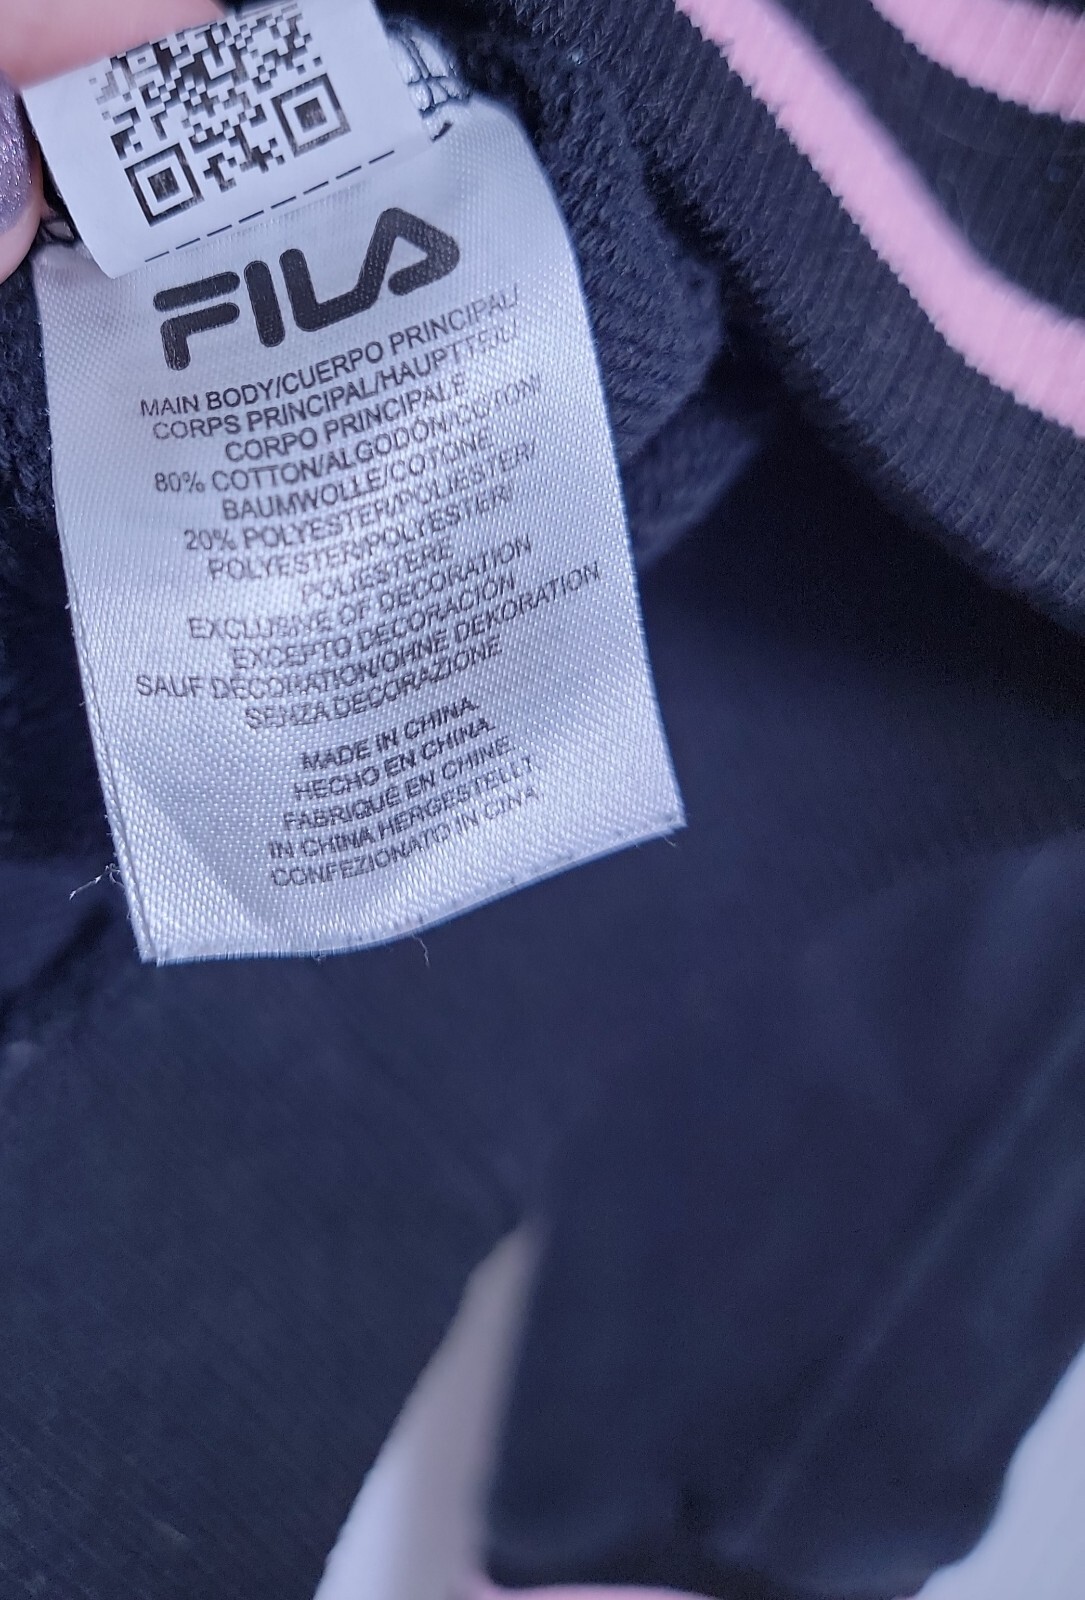 FILA
MAIN BODY/CUERPO PRINCIPAL/
CORPS PRINCIPAL/HAUPTTEIL/
CORPO PRINCIPALE
80% COTTON/ALGODÓN/COTON/
BAUMWOLLE/COTONE
20% POLYESTER/POLIESTER/
POLYESTER/POLYESTER/
POLIESTERE
EXCLUSIVE OF DECORATION
EXCEPTO DECORACIÓN
SAUF DÉCORATION/OHNE DEKORATION
SENZA DECORAZIONE
MADE IN CHINA
HECHO EN CHINA.
FABRIQUÉ EN CHINE.
IN CHINA HERGESTELLT
CONFEZIONATO IN CINA